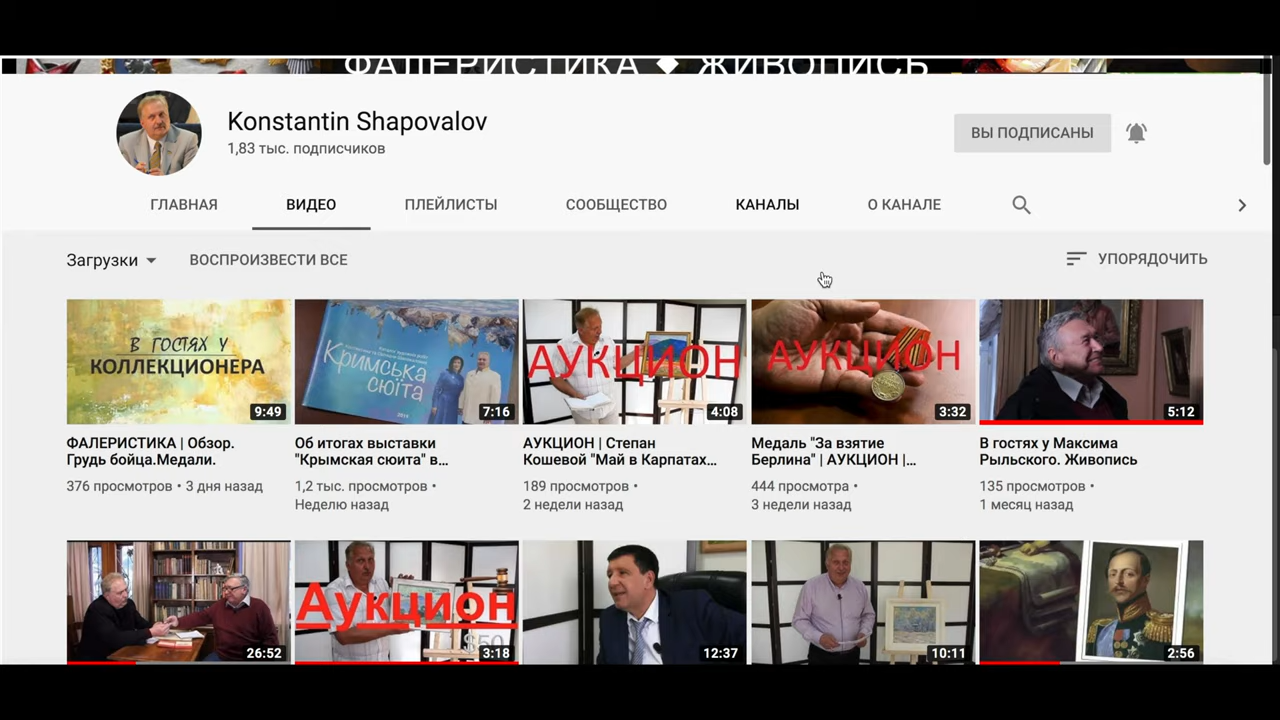 ФАЛЕРИСТИКА ◆ ЖИВОПИСЬ
Konstantin Shapovalov
1,83 тыс. подписчиков
ВЫ ПОДПИСАНЫ
ГЛАВНАЯ ВИДЕО ПЛЕЙЛИСТЫ СООБЩЕСТВО КАНАЛЫ О КАНАЛЕ
Загрузки ВОСПРОИЗВЕСТИ ВСЕ УПОРЯДОЧИТЬ
В ГОСТЯХ У
КОЛЛЕКЦИОНЕРА
9:49
ФАЛЕРИСТИКА | Обзор.
Грудь бойца.Медали.
376 просмотров • 3 дня назад
Кримська
сюїта
7:16
Об итогах выставки
"Крымская сюита" в...
1,2 тыс. просмотров •
Неделю назад
АУКЦИОН
4:08
АУКЦИОН | Степан
Кошевой "Май в Карпатах...
189 просмотров •
2 недели назад
АУКЦИОН
3:32
Медаль "За взятие
Берлина" | АУКЦИОН |...
444 просмотра •
3 недели назад
5:12
В гостях у Максима
Рыльского. Живопись
135 просмотров •
1 месяц назад
26:52
Аукцион
$50
3:18
12:37
10:11
2:56